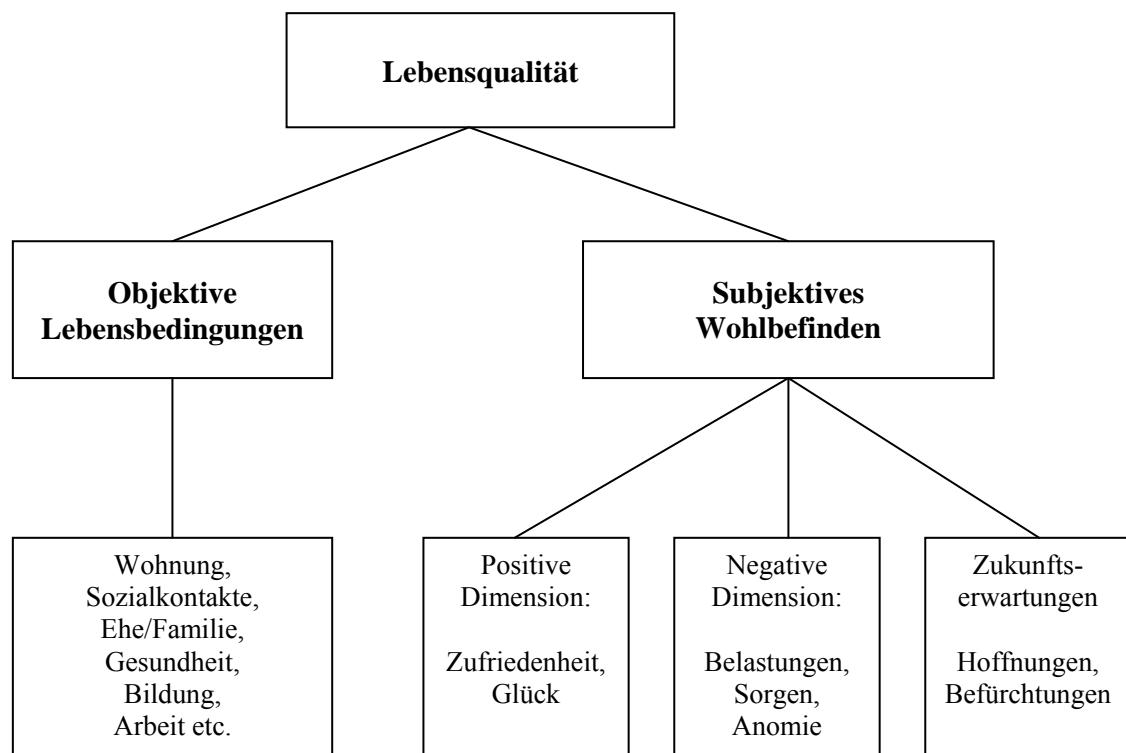 Lebensqualität
Objektive
Lebensbedingungen
Subjektives
Wohlbefinden
Wohnung,
Sozialkontakte,
Ehe/Familie,
Gesundheit,
Bildung,
Arbeit etc.
Positive
Dimension:
Zufriedenheit,
Glück
Negative
Dimension:
Belastungen,
Sorgen,
Anomie
Zukunfts-
erwartungen
Hoffnungen,
Befürchtungen